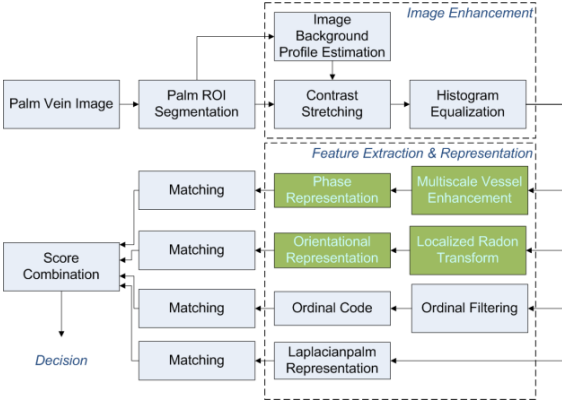 Image Enhancement
Image
Background
Profile Estimation
Palm Vein Image
Palm ROI
Segmentation
Contrast
Stretching
Histogram
Equalization
Feature Extraction & Representation
Matching
Phase
Representation
Multiscale Vessel
Enhancement
Matching
Orientational
Representation
Localized Radon
Transform
Score
Combination
Matching
Ordinal Code
Ordinal Filtering
Decision
Matching
Laplacianpalm
Representation